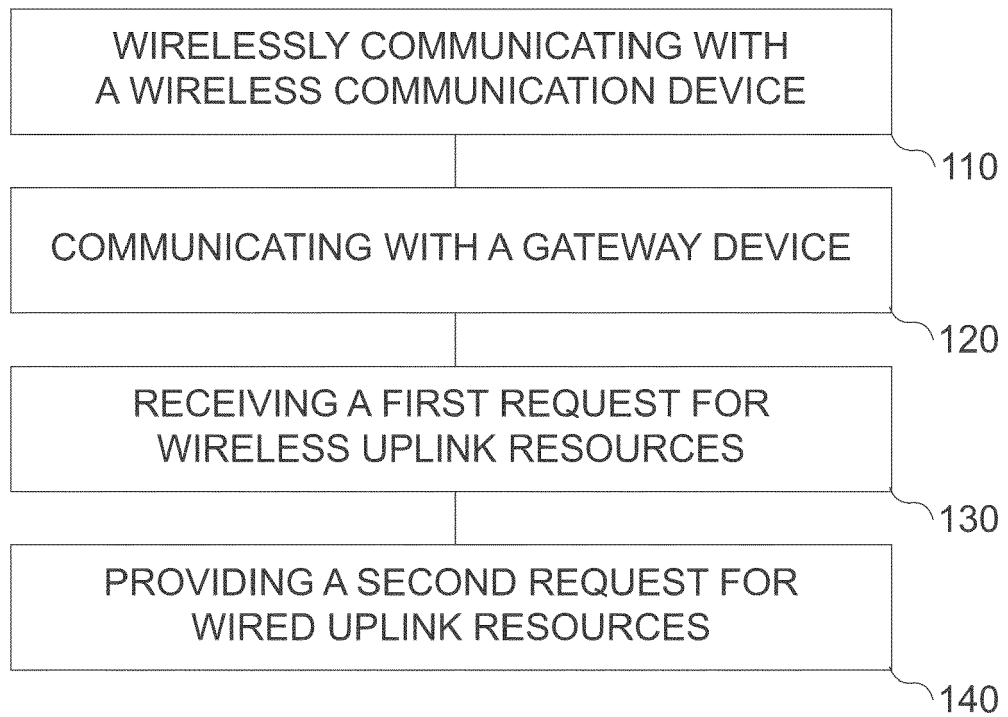 WIRELESSLY COMMUNICATING WITH
A WIRELESS COMMUNICATION DEVICE
110
COMMUNICATING WITH A GATEWAY DEVICE
120
RECEIVING A FIRST REQUEST FOR
WIRELESS UPLINK RESOURCES
130
PROVIDING A SECOND REQUEST FOR
WIRED UPLINK RESOURCES
140